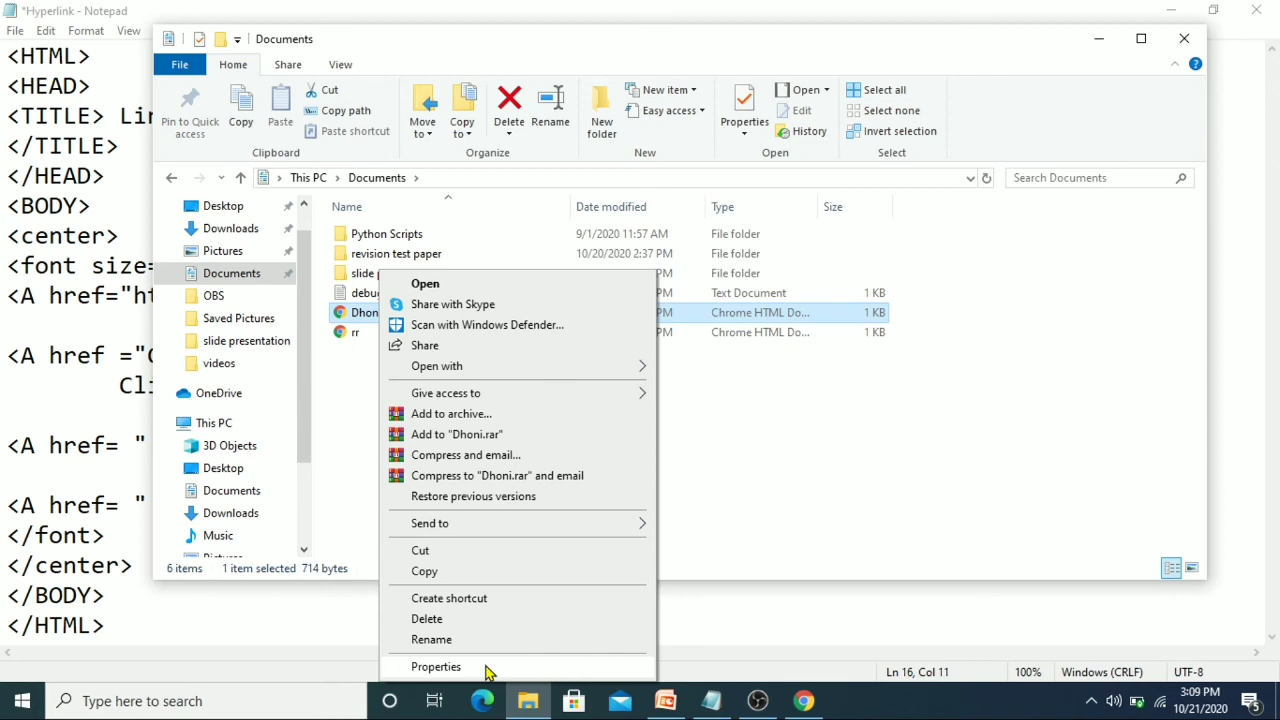 *Hyperlink - Notepad
File Edit Format View
<HTML>
<HEAD>
<TITLE>
</TITLE>
</HEAD>
<BODY>
<center>
<font size=
<A href="ht
<A href ="
<A href= "
<A href= "
</font>
</center>
</BODY>
</HTML>
Documents
File Home Share View
Pin to Quick access
Copy
Paste
Cut
Copy path
Paste shortcut
Clipboard
Move to
Copy to
Delete
Rename
Organize
New folder
New item
Easy access
New
Properties
Open
Edit
History
Open
Select all
Select none
Invert selection
Select
This PC > Documents >
Search Documents
Desktop
Downloads
Pictures
Documents
OBS
Saved Pictures
slide presentation
videos
OneDrive
This PC
3D Objects
Desktop
Documents
Downloads
Music
Name Date modified Type Size
Python Scripts 9/1/2020 11:57 AM File folder
revision test paper 10/20/2020 2:37 PM File folder
slide PM File folder
PM Text Document 1 KB
PM Chrome HTML Do... 1 KB
rr PM Chrome HTML Do... 1 KB
Open
Share with Skype
Scan with Windows Defender...
Share
Open with
Give access to
Add to archive...
Add to "Dhoni.rar"
Compress and email...
Compress to "Dhoni.rar" and email
Restore previous versions
Send to
Cut
Copy
Create shortcut
Delete
Rename
Properties
6 items 1 item selected 714 bytes
Ln 16, Col 11 100% Windows (CRLF) UTF-8
Type here to search
3:09 PM
10/21/2020
5